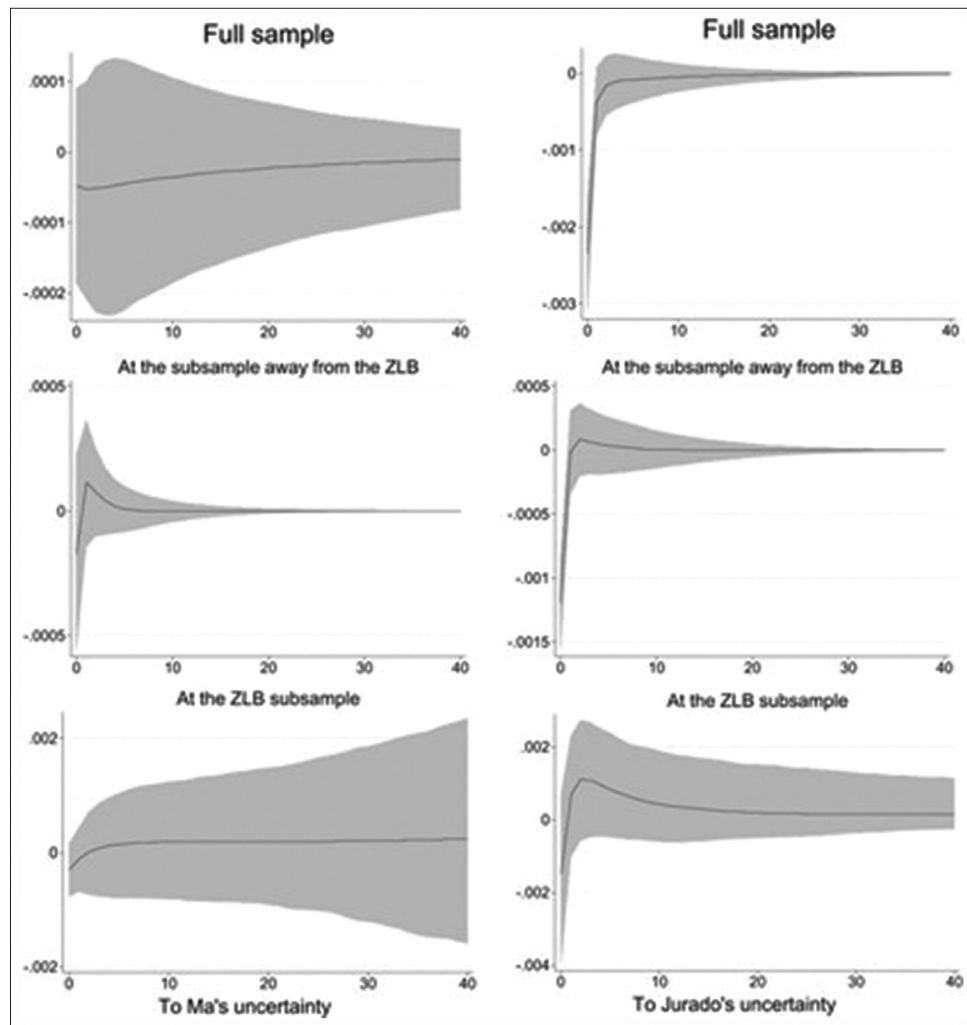 Full sample
.0001
0
-.0001
-.0002
0 10 20 30 40
Full sample
0
-.001
-.002
-.003
0 10 20 30 40
At the subsample away from the ZLB
.0005
0
-.0005
0 10 20 30 40
At the subsample away from the ZLB
.0005
0
-.0005
-.001
-.0015
0 10 20 30 40
At the ZLB subsample
.002
0
-.002
0 10 20 30 40
To Ma's uncertainty
At the ZLB subsample
.002
0
-.002
-.004
0 10 20 30 40
To Jurado's uncertainty